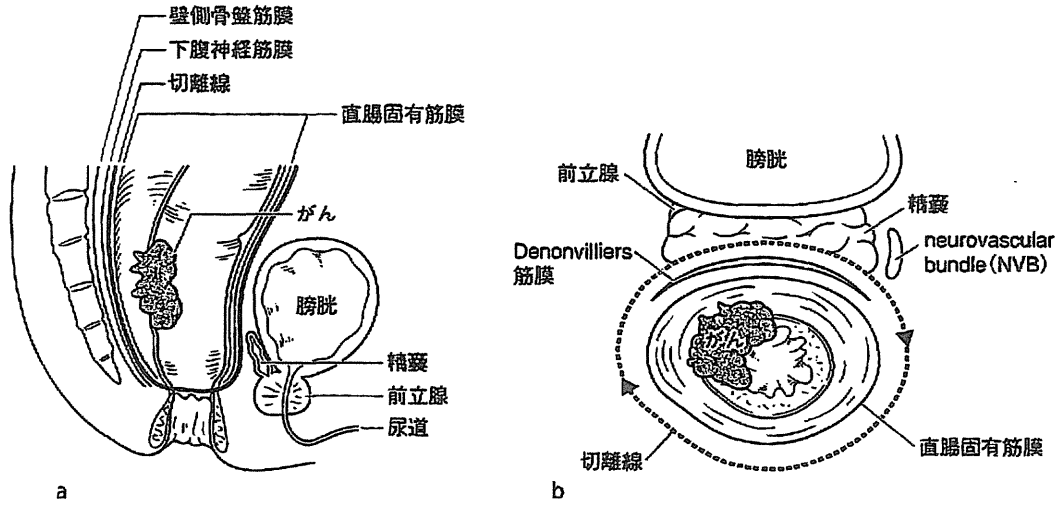 壁側骨盤筋膜
下腹神経筋膜
切離線
直腸固有筋膜
がん
膀胱
精嚢
前立腺
尿道
a
膀胱
前立腺
精嚢
Denonvilliers
筋膜
neurovascular
bundle(NVB)
がん
切離線
直腸固有筋膜
b